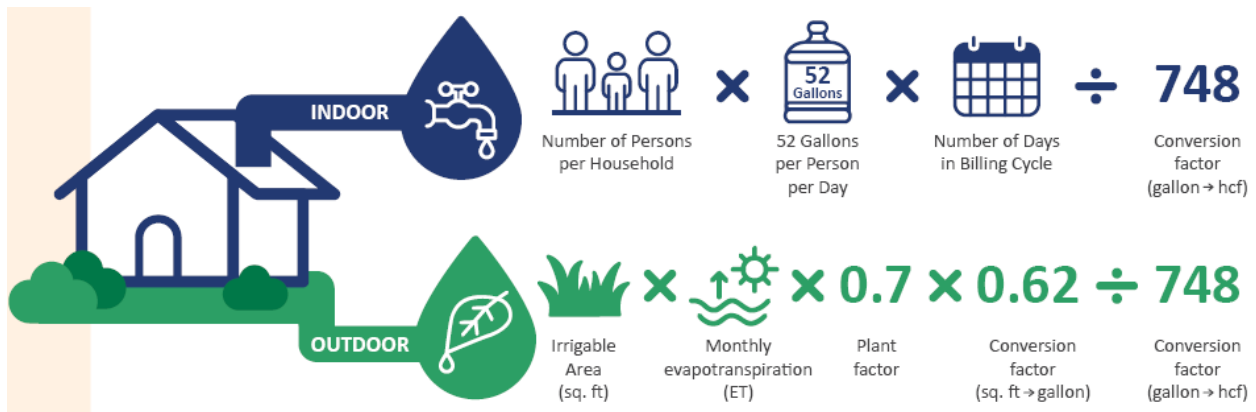 INDOOR
52
Gallons
748
Number of Persons
per Household
52 Gallons
per Person
per Day
Number of Days
in Billing Cycle
Conversion
factor
(gallon → hcf)
OUTDOOR
0.7
0.62
748
Irrigable
Area
(sq. ft)
Monthly
evapotranspiration
(ET)
Plant
factor
Conversion
factor
(sq. ft → gallon)
Conversion
factor
(gallon → hcf)